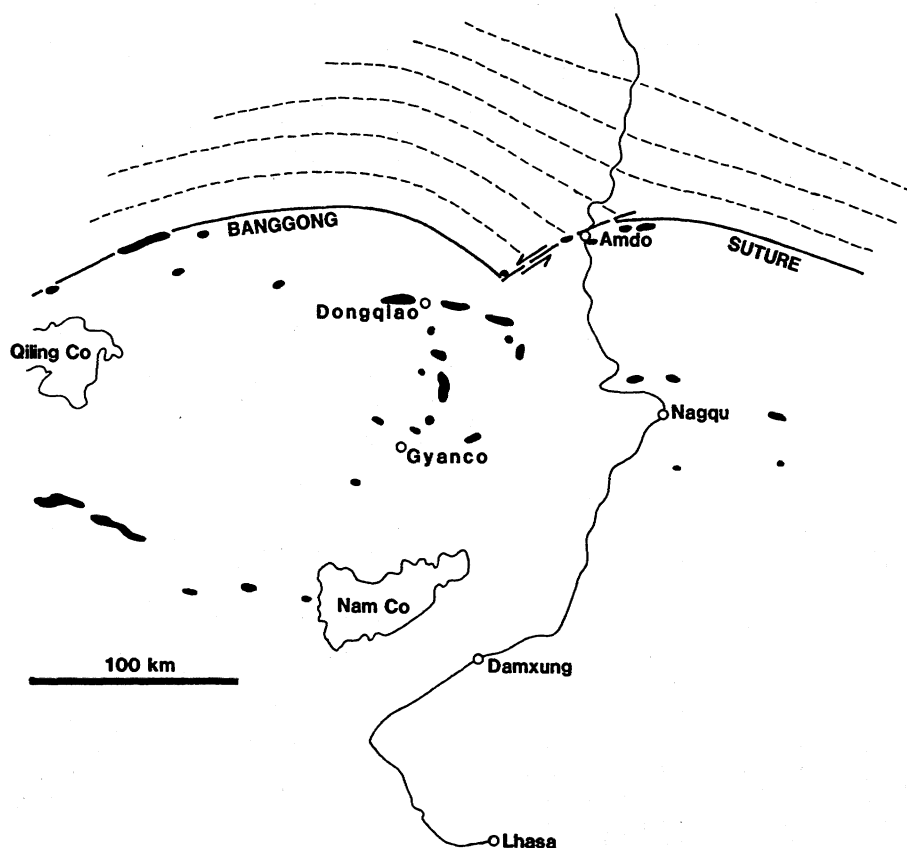 BANGGONG
Amdo
SUTURE
Dongqiao
Qiling Co
Nagqu
Gyanco
Nam Co
100 km
Damxung
Lhasa